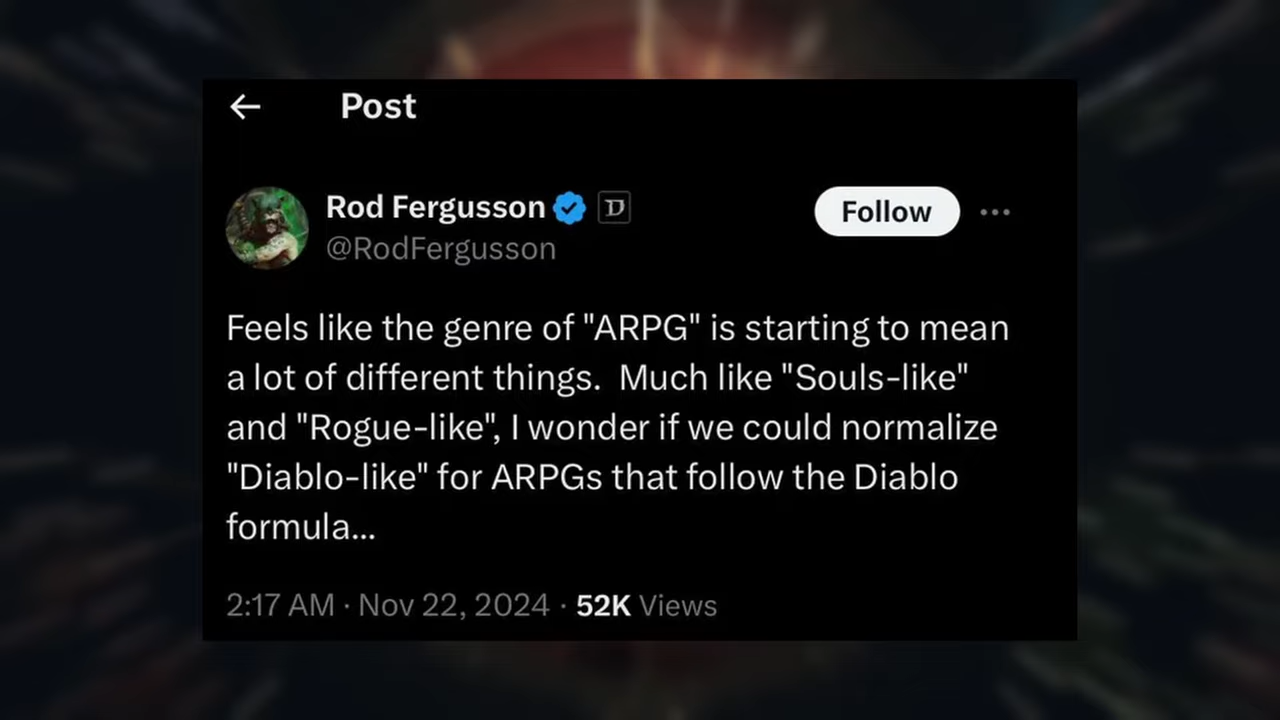 Post
Rod Fergusson
Follow
@RodFergusson
Feels like the genre of "ARPG" is starting to mean
a lot of different things.  Much like "Souls-like"
and "Rogue-like", I wonder if we could normalize
"Diablo-like" for ARPGs that follow the Diablo
formula...
2:17 AM · Nov 22, 2024 · 52K Views